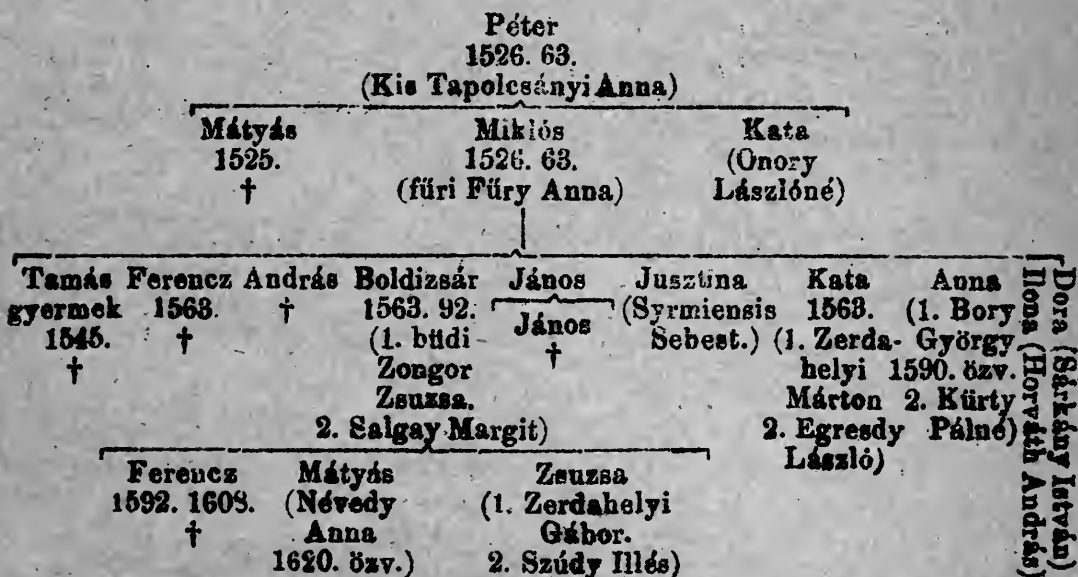 Péter
1526. 63.
(Kis Tapolcsányi Anna)
Mátyás Miklós Kata
1525. 1526. 63. (Onory
† (fűri Fűry Anna) Lászlóné)
Tamás Ferencz András Boldizsár János Jusztina Kata Anna
gyermek 1563. † 1563. 92. János (Syrmiensis 1563. (1. Bory
1545. † (1. büdi † Sebest.) (1. Zerda- György
† Zongor helyi 1590. özv.
Zsuzsa. Márton 2. Kürty
2. Salgay Margit) 2. Egresdy Pálné)
László)
Dora (Sárkány István)
Ilona (Horváth András)
Ferencz Mátyás Zsuzsa
1592. 1608. (Névedy (1. Zerdahelyi
† Anna Gábor.
1620. özv.) 2. Szúdy Illés)